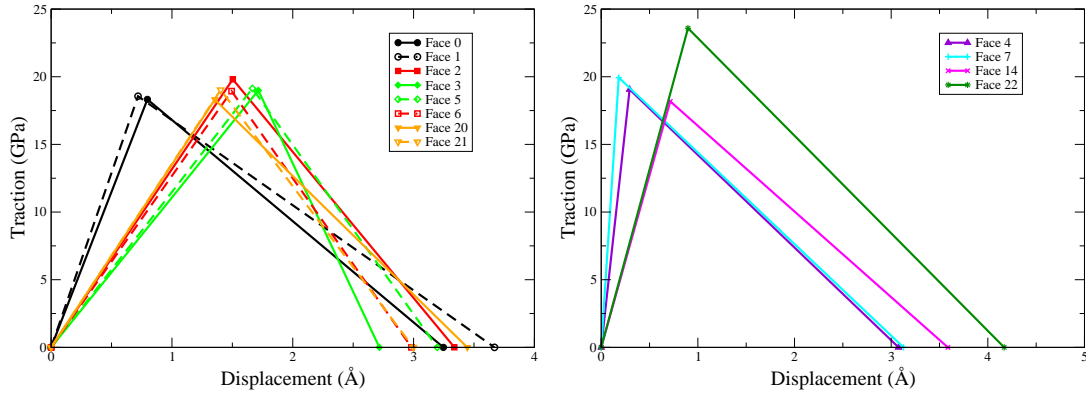 25
20
15
10
5
0
Traction (GPa)
0 1 2 3 4
Displacement (Å)
Face 0
Face 1
Face 2
Face 3
Face 5
Face 6
Face 20
Face 21
25
20
15
10
5
0
Traction (GPa)
0 1 2 3 4 5
Displacement (Å)
Face 4
Face 7
Face 14
Face 22